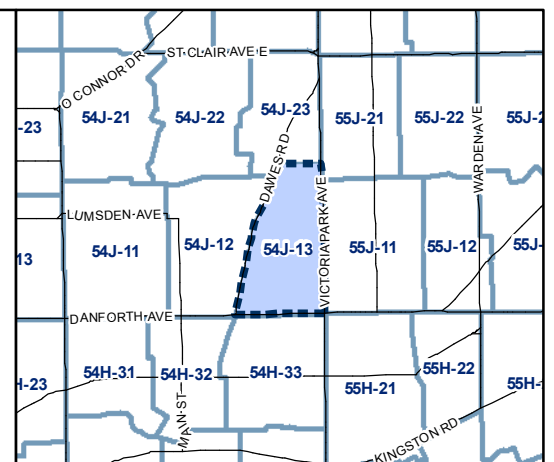 ST CLAIR AVE E
O CONNOR DR
54J-23
-23
54J-21
54J-22
55J-21
55J-22
55J-2
DAWES RD
WARDEN AVE
VICTORIA PARK AVE
LUMSDEN AVE
13
54J-11
54J-12
54J-13
55J-11
55J-12
55J-
DANFORTH AVE
54H-31
54H-32
54H-33
55H-22
H-23
55H-21
55H-
MAIN ST
KINGSTON RD